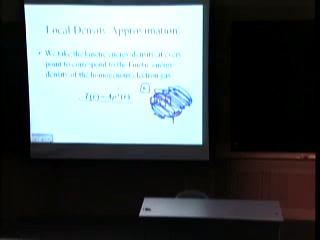 Local Density Approximation
• We take the kinetic energy density at every
point to correspond to the kinetic energy
density of the homogenous electron gas